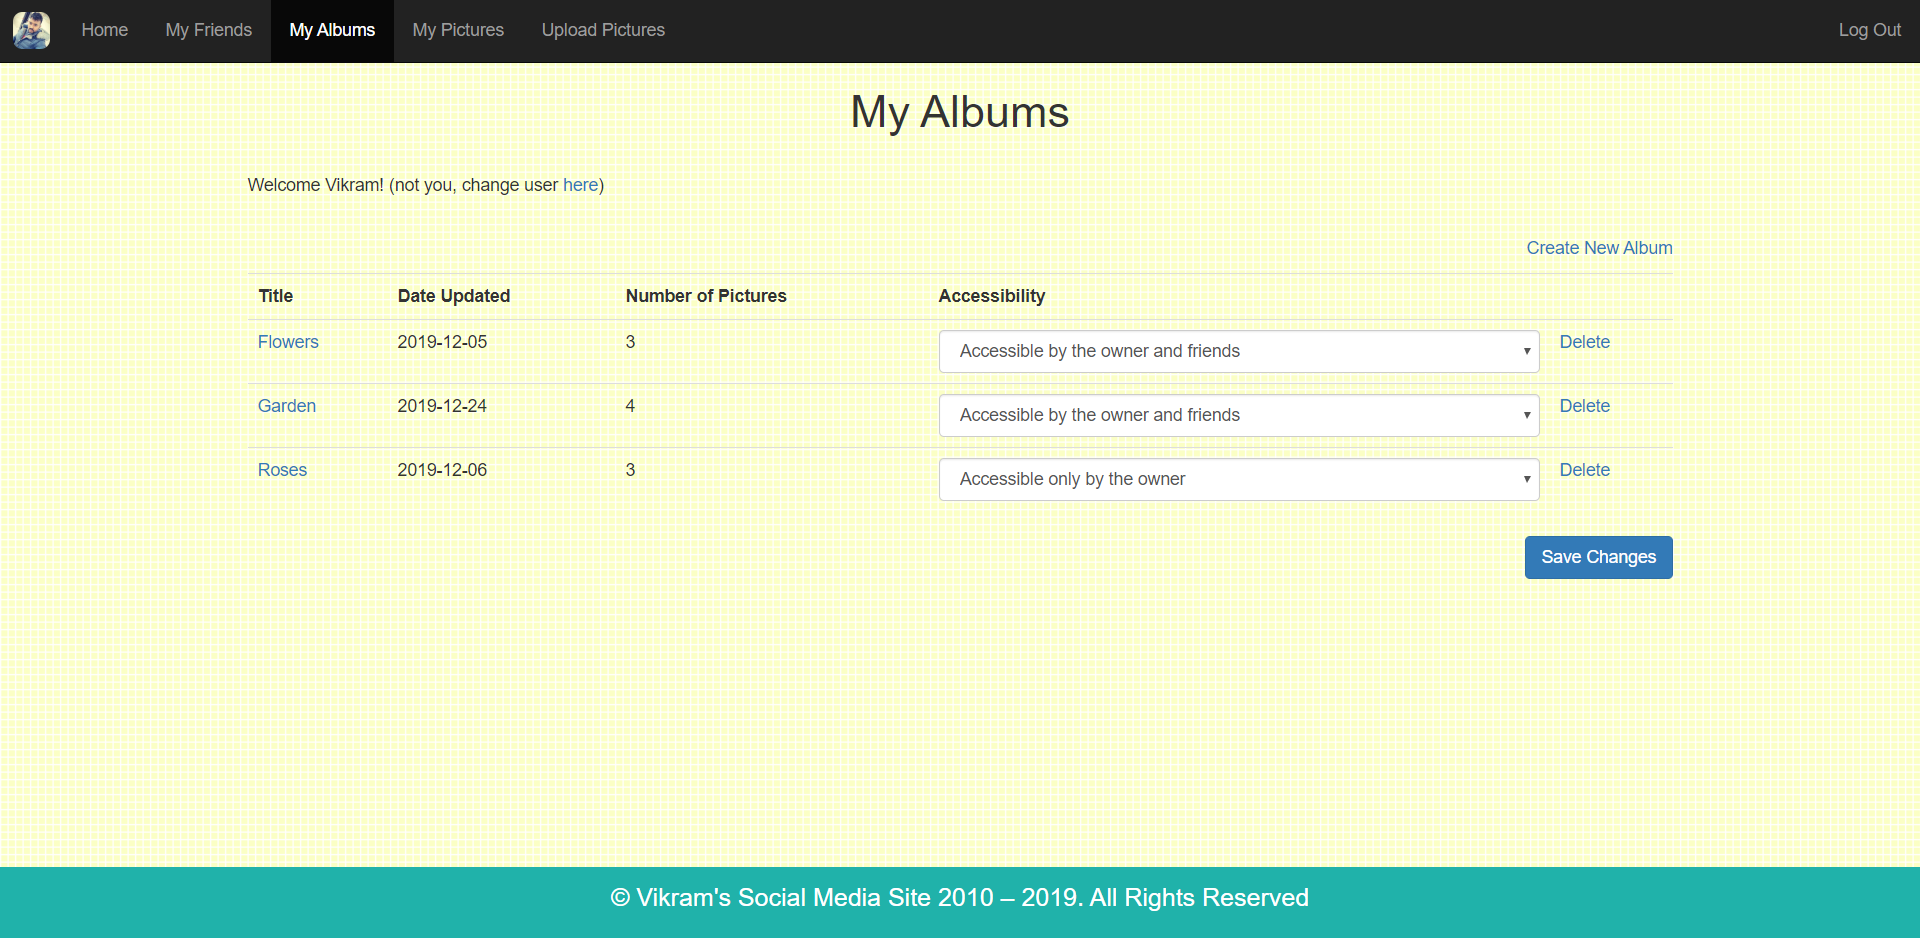 Home My Friends My Albums My Pictures Upload Pictures Log Out
My Albums
Welcome Vikram! (not you, change user here)
Create New Album
Title Date Updated Number of Pictures Accessibility
Flowers 2019-12-05 3 Accessible by the owner and friends Delete
Garden 2019-12-24 4 Accessible by the owner and friends Delete
Roses 2019-12-06 3 Accessible only by the owner Delete
Save Changes
© Vikram's Social Media Site 2010 – 2019. All Rights Reserved